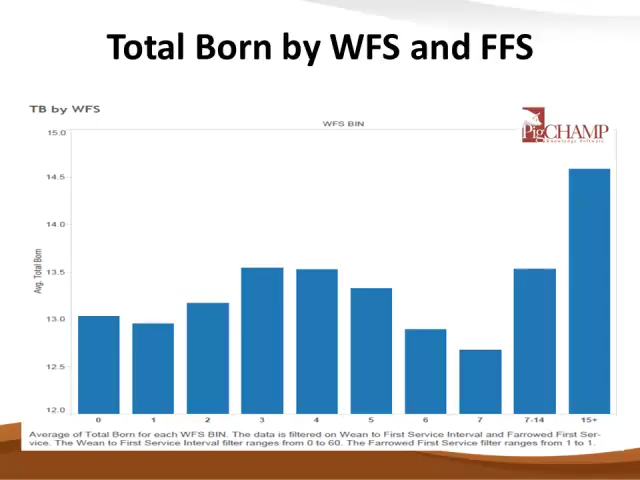 Total Born by WFS and FFS
TB by WFS
WFS BIN
PigCHAMP
Knowledge Software
Avg. Total Born
15.0
14.5
14.0
13.5
13.0
12.5
12.0
0 1 2 3 4 5 6 7 7-14 15+
Average of Total Born for each WFS BIN. The data is filtered on Wean to First Service Interval and Farrowed First Ser-
vice. The Wean to First Service Interval filter ranges from 0 to 60. The Farrowed First Service filter ranges from 1 to 1.